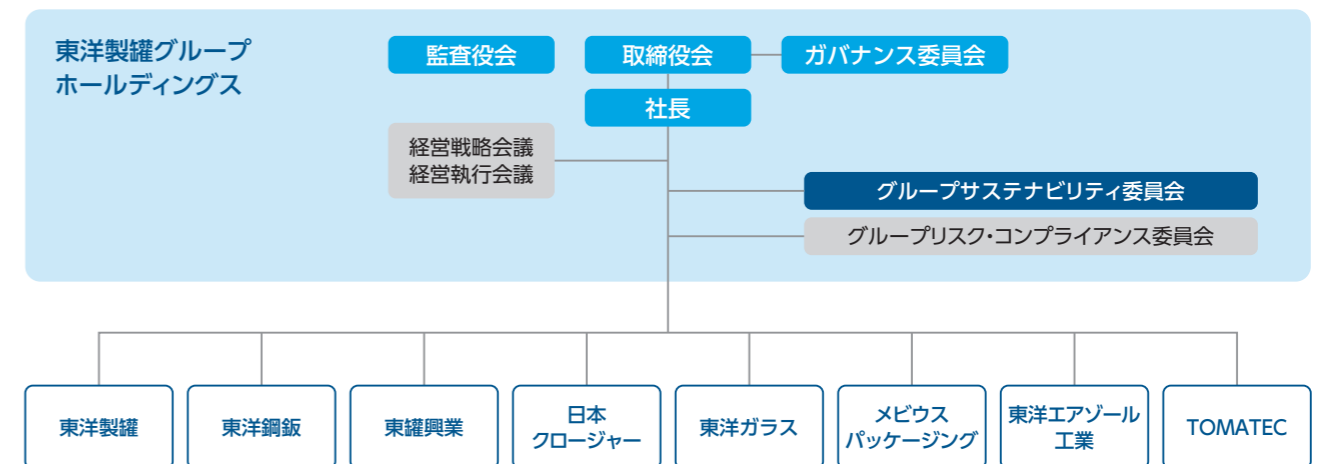 東洋製罐グループ
ホールディングス
監査役会
取締役会
ガバナンス委員会
社長
経営戦略会議
経営執行会議
グループサステナビリティ委員会
グループリスク・コンプライアンス委員会
東洋製罐
東洋鋼鈑
東罐興業
日本
クロージャー
東洋ガラス
メビウス
パッケージング
東洋エアゾール
工業
TOMATEC